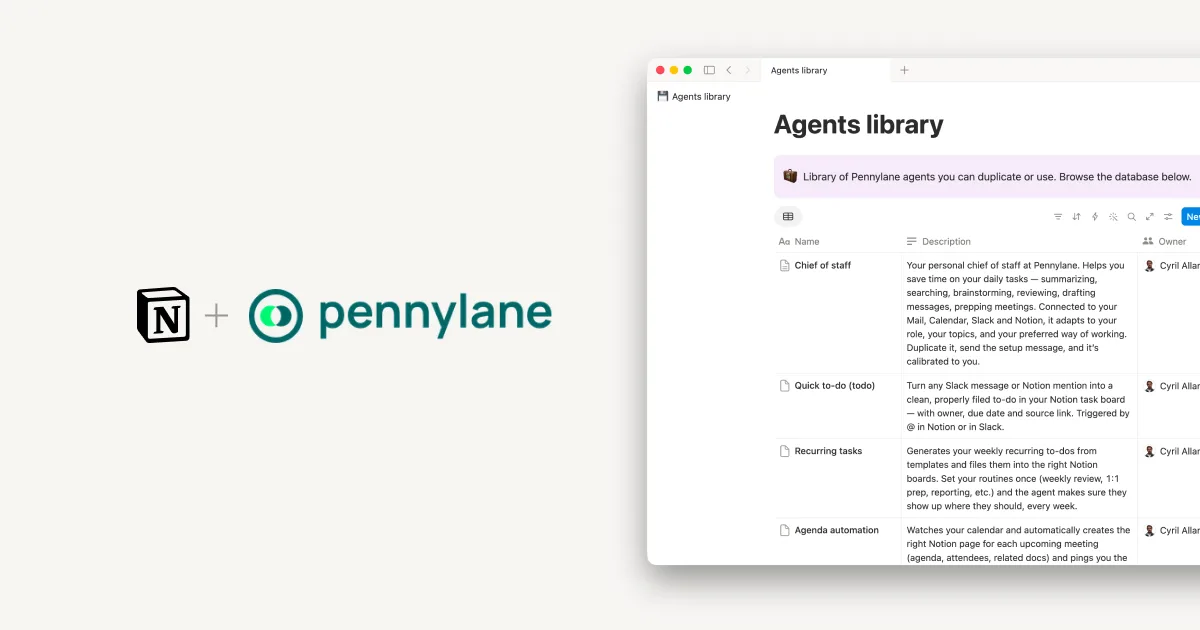 N + pennylane
Agents library
Agents library
Agents library
Library of Pennylane agents you can duplicate or use. Browse the database below.
Aa Name Description Owner
Chief of staff
Your personal chief of staff at Pennylane. Helps you
save time on your daily tasks — summarizing,
searching, brainstorming, reviewing, drafting
messages, prepping meetings. Connected to your
Mail, Calendar, Slack and Notion, it adapts to your
role, your topics, and your preferred way of working.
Duplicate it, send the setup message, and it's
calibrated to you.
Cyril
Quick to-do (todo)
Turn any Slack message or Notion mention into a
clean, properly filed to-do in your Notion task board
— with owner, due date and source link. Triggered by
@ in Notion or in Slack.
Cyril
Recurring tasks
Generates your weekly recurring to-dos from
templates and files them into the right Notion
boards. Set your routines once (weekly review, 1:1
prep, reporting, etc.) and the agent makes sure they
show up where they should, every week.
Cyril
Agenda automation
Watches your calendar and automatically creates the
right Notion page for each upcoming meeting
(agenda, attendees, related docs) and pings you the
Cyril